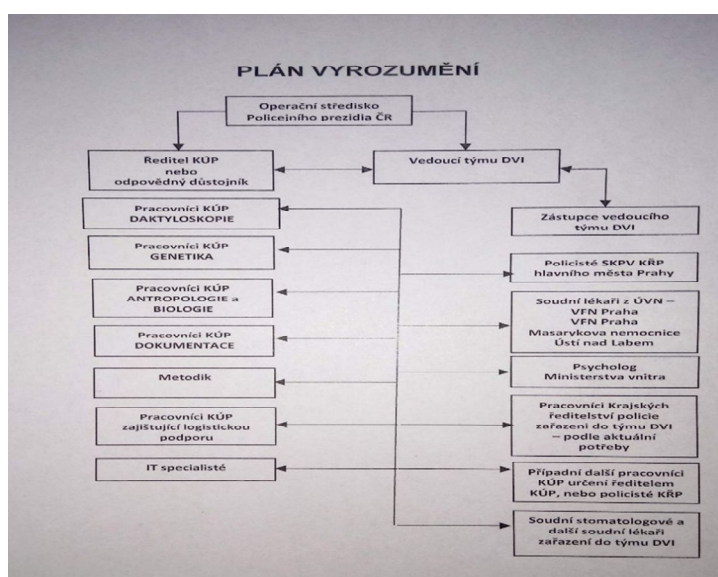 PLÁN VYROZUMĚNÍ
Operační středisko
Policejního prezidia ČR
Ředitel KÚP
nebo
odpovědný důstojník
Vedoucí týmu DVI
Pracovníci KÚP
DAKTYLOSKOPIE
Zástupce vedoucího
týmu DVI
Pracovníci KÚP
GENETIKA
Policisté SKPV KŘP
hlavního města Prahy
Pracovníci KÚP
ANTROPOLOGIE a
BIOLOGIE
Soudní lékaři z ÚVN –
VFN Praha
VFN Praha
Masarykova nemocnice
Ústí nad Labem
Pracovníci KÚP
DOKUMENTACE
Psycholog
Ministerstva vnitra
Metodik
Pracovníci Krajských
ředitelství policie
zařazeni do týmu DVI
– podle aktuální
potřeby
Pracovníci KÚP
zajištující logistickou
podporu
IT specialisté
Případní další pracovníci
KÚP určení ředitelem
KÚP, nebo policisté KŘP
Soudní stomatologové a
další soudní lékaři
zařazení do týmu DVI